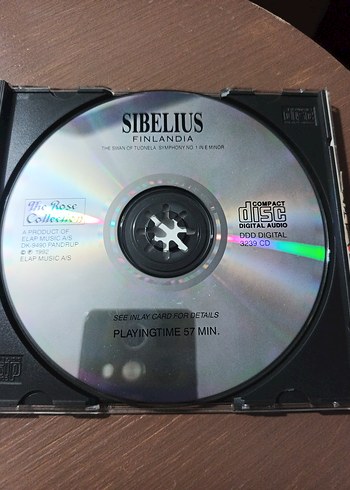 SIBELIUS
FINLANDIA
THE SWAN OF TUONELA, SYMPHONY NO. 1 IN E MINOR
The Rose
Collection
A PRODUCT OF
ELAP MUSIC A/S
DK-9490 PANDRUP
© ℗ 1992
ELAP MUSIC A/S
COMPACT
disc
DIGITAL AUDIO
DDD DIGITAL
3239 CD
SEE INLAY CARD FOR DETAILS
PLAYINGTIME 57 MIN.